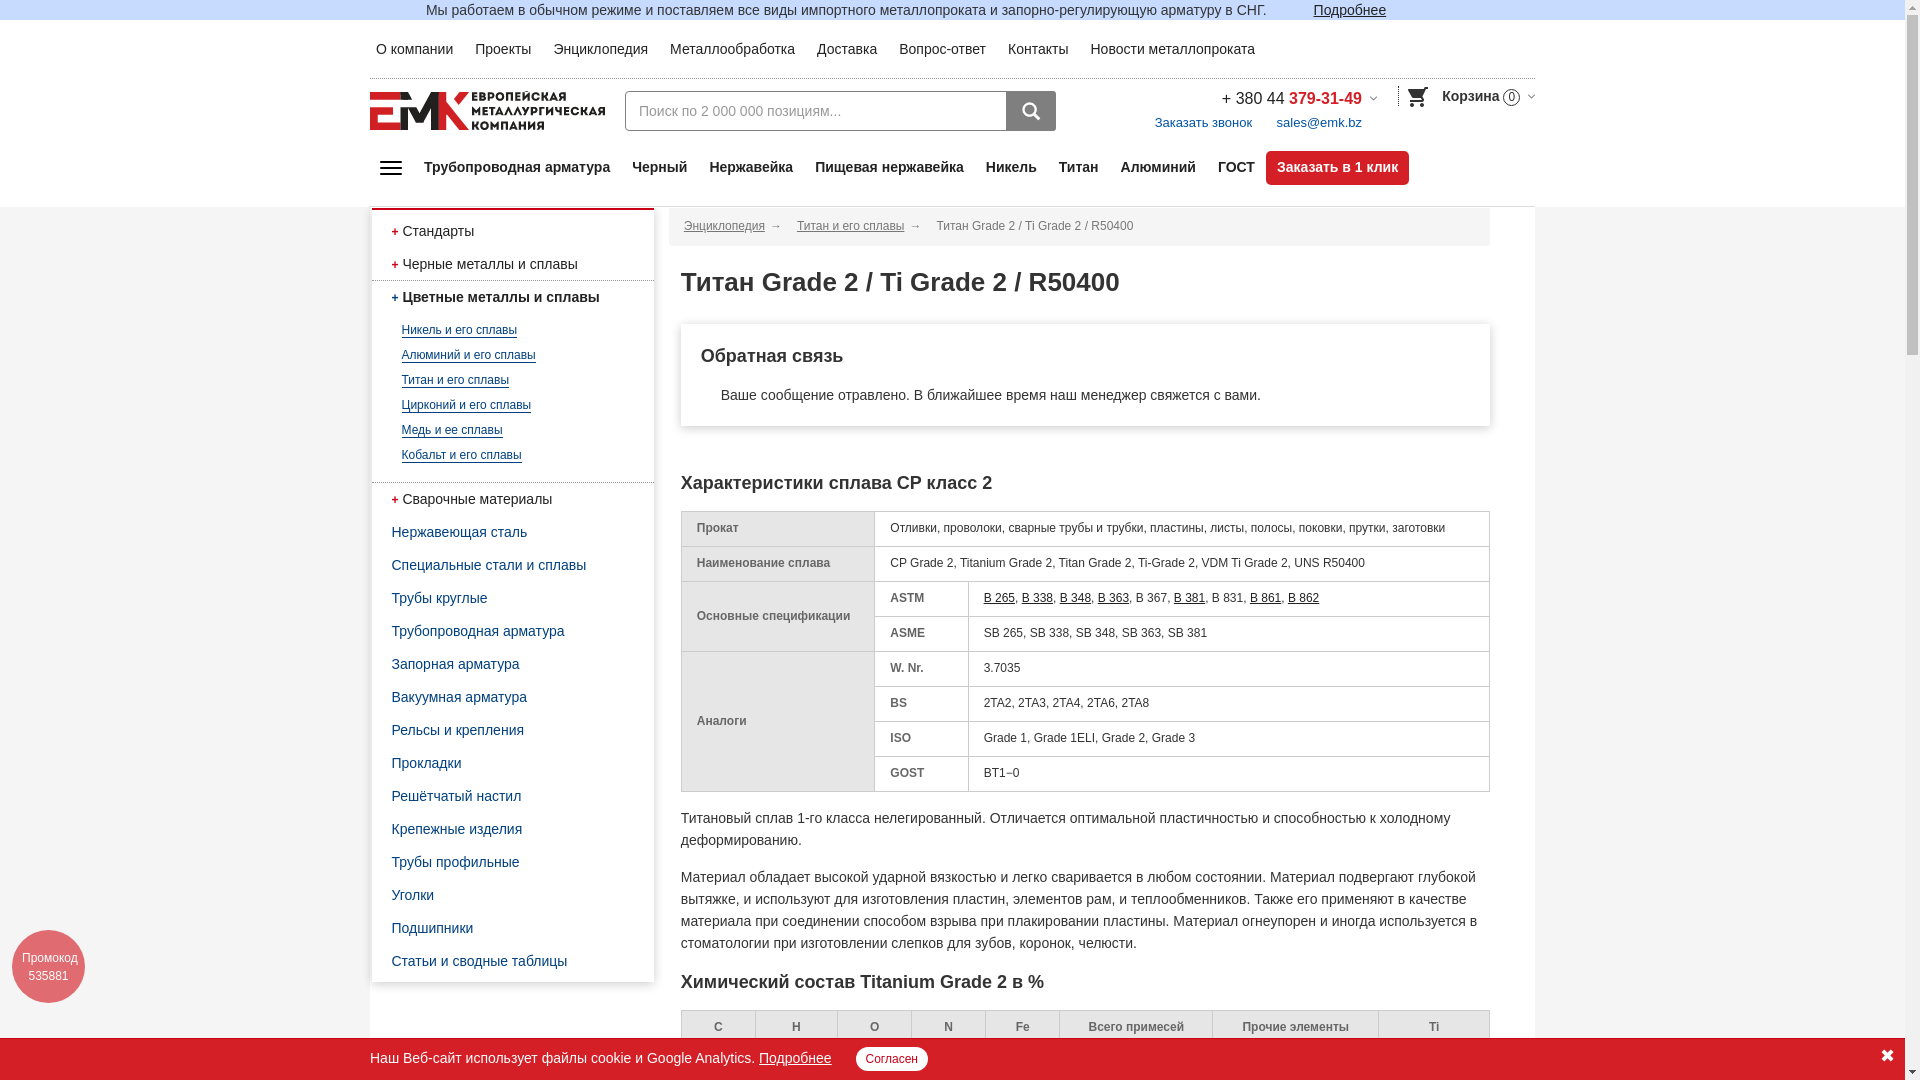 Мы работаем в обычном режиме и поставляем все виды импортного металлопроката и запорно-регулирующую арматуру в СНГ. Подробнее
О компании Проекты Энциклопедия Металлообработка Доставка Вопрос-ответ Контакты Новости металлопроката
ЕМК ЕВРОПЕЙСКАЯ
МЕТАЛЛУРГИЧЕСКАЯ
КОМПАНИЯ
Поиск по 2 000 000 позициям...
+ 380 44 379-31-49
Заказать звонок sales@emk.bz
Корзина 0
Трубопроводная арматура Черный Нержавейка Пищевая нержавейка Никель Титан Алюминий ГОСТ Заказать в 1 клик
+ Стандарты
+ Черные металлы и сплавы
+ Цветные металлы и сплавы
Никель и его сплавы
Алюминий и его сплавы
Титан и его сплавы
Цирконий и его сплавы
Медь и ее сплавы
Кобальт и его сплавы
+ Сварочные материалы
Нержавеющая сталь
Специальные стали и сплавы
Трубы круглые
Трубопроводная арматура
Запорная арматура
Вакуумная арматура
Рельсы и крепления
Прокладки
Решётчатый настил
Крепежные изделия
Трубы профильные
Уголки
Подшипники
Статьи и сводные таблицы
Энциклопедия → Титан и его сплавы → Титан Grade 2 / Ti Grade 2 / R50400
Титан Grade 2 / Ti Grade 2 / R50400
Обратная связь
Ваше сообщение отравлено. В ближайшее время наш менеджер свяжется с вами.
Характеристики сплава CP класс 2
Прокат Отливки, проволоки, сварные трубы и трубки, пластины, листы, полосы, поковки, прутки, заготовки
Наименование сплава CP Grade 2, Titanium Grade 2, Titan Grade 2, Ti-Grade 2, VDM Ti Grade 2, UNS R50400
Основные спецификации ASTM B 265, B 338, B 348, B 363, B 367, B 381, B 831, B 861, B 862
ASME SB 265, SB 338, SB 348, SB 363, SB 381
Аналоги W. Nr. 3.7035
BS 2TA2, 2TA3, 2TA4, 2TA6, 2TA8
ISO Grade 1, Grade 1ELI, Grade 2, Grade 3
GOST ВТ1−0
Титановый сплав 1-го класса нелегированный. Отличается оптимальной пластичностью и способностью к холодному
деформированию.
Материал обладает высокой ударной вязкостью и легко сваривается в любом состоянии. Материал подвергают глубокой
вытяжке, и используют для изготовления пластин, элементов рам, и теплообменников. Также его применяют в качестве
материала при соединении способом взрыва при плакировании пластины. Материал огнеупорен и иногда используется в
стоматологии при изготовлении слепков для зубов, коронок, челюсти.
Химический состав Titanium Grade 2 в %
C H O N Fe Всего примесей Прочие элементы Ti
Промокод
535881
Наш Веб-сайт использует файлы cookie и Google Analytics. Подробнее Согласен